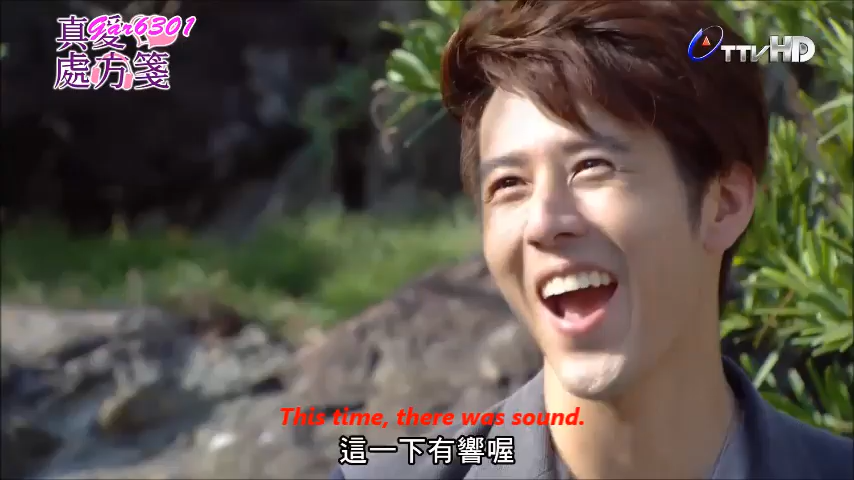 真愛
Gar6301
處方箋
TTV HD
This time, there was sound.
這一下有響喔